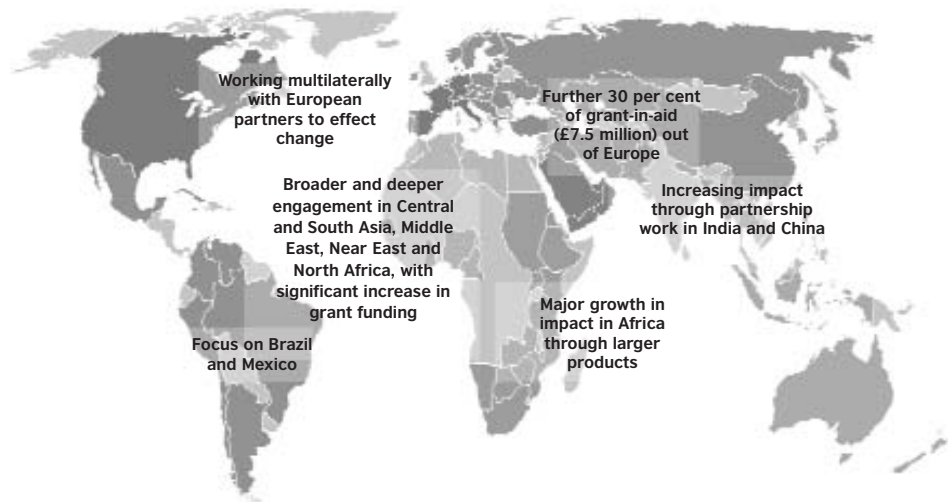 Working multilaterally
with European
partners to effect
change
Further 30 per cent
of grant-in-aid
(£7.5 million) out
of Europe
Broader and deeper
engagement in Central
and South Asia, Middle
East, Near East and
North Africa, with
significant increase in
grant funding
Increasing impact
through partnership
work in India and China
Major growth in
impact in Africa
through larger
products
Focus on Brazil
and Mexico